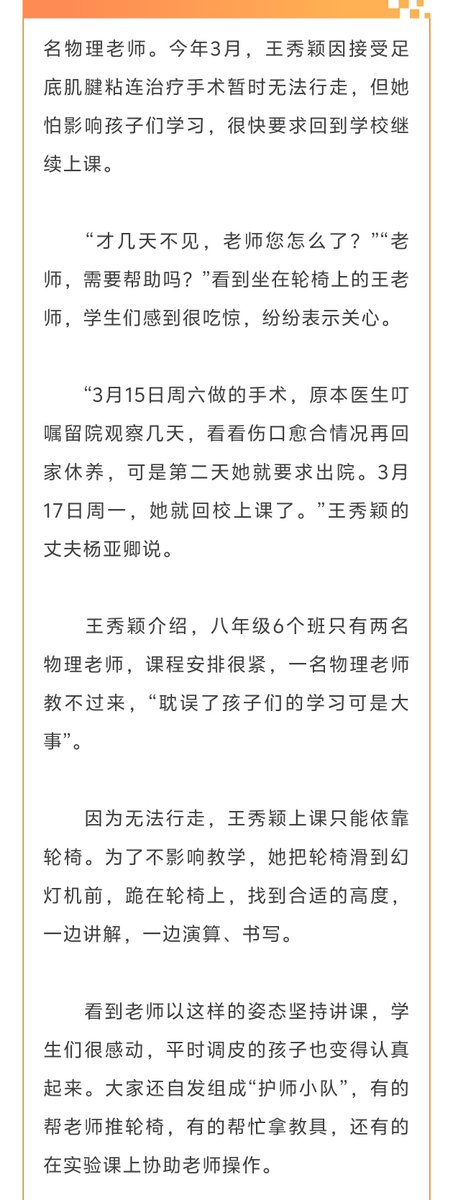 名物理老师。今年3月，王秀颖因接受足
底肌腱粘连治疗手术暂时无法行走，但她
怕影响孩子们学习，很快要求回到学校继
续上课。
“才几天不见，老师您怎么了？”“老
师，需要帮助吗？”看到坐在轮椅上的王老
师，学生们感到很吃惊，纷纷表示关心。
“3月15日周六做的手术，原本医生叮
嘱留院观察几天，看看伤口愈合情况再回
家休养，可是第二天她就要求出院。3月
17日周一，她就回校上课了。”王秀颖的
丈夫杨亚卿说。
王秀颖介绍，八年级6个班只有两名
物理老师，课程安排很紧，一名物理老师
教不过来，“耽误了孩子们的学习可是大
事”。
因为无法行走，王秀颖上课只能依靠
轮椅。为了不影响教学，她把轮椅滑到幻
灯机前，跪在轮椅上，找到合适的高度，
一边讲解，一边演算、书写。
看到老师以这样的姿态坚持讲课，学
生们很感动，平时调皮的孩子也变得认真
起来。大家还自发组成“护师小队”，有的
帮老师推轮椅，有的帮忙拿教具，还有的
在实验课上协助老师操作。